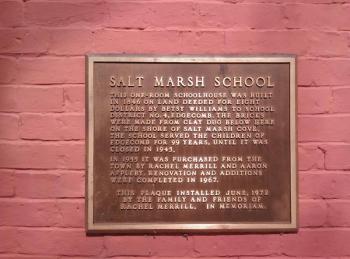 SALT MARSH SCHOOL
THIS ONE-ROOM SCHOOLHOUSE WAS BUILT
IN 1846 ON LAND DEEDED FOR EIGHT
DOLLARS BY BETSY WILLIAMS TO SCHOOL
DISTRICT NO. 4, EDGECOMB. THE BRICKS
WERE MADE FROM CLAY DUG BELOW HERE
ON THE SHORE OF SALT MARSH COVE.
THE SCHOOL SERVED THE CHILDREN OF
EDGECOMB FOR 99 YEARS, UNTIL IT WAS
CLOSED IN 1945.
IN 1955 IT WAS PURCHASED FROM THE
TOWN BY RACHEL MERRILL AND AARON
APPLEBY. RENOVATION AND ADDITIONS
WERE COMPLETED IN 1967.
THIS PLAQUE INSTALLED JUNE, 1972
BY THE FAMILY AND FRIENDS OF
RACHEL MERRILL, IN MEMORIAM.